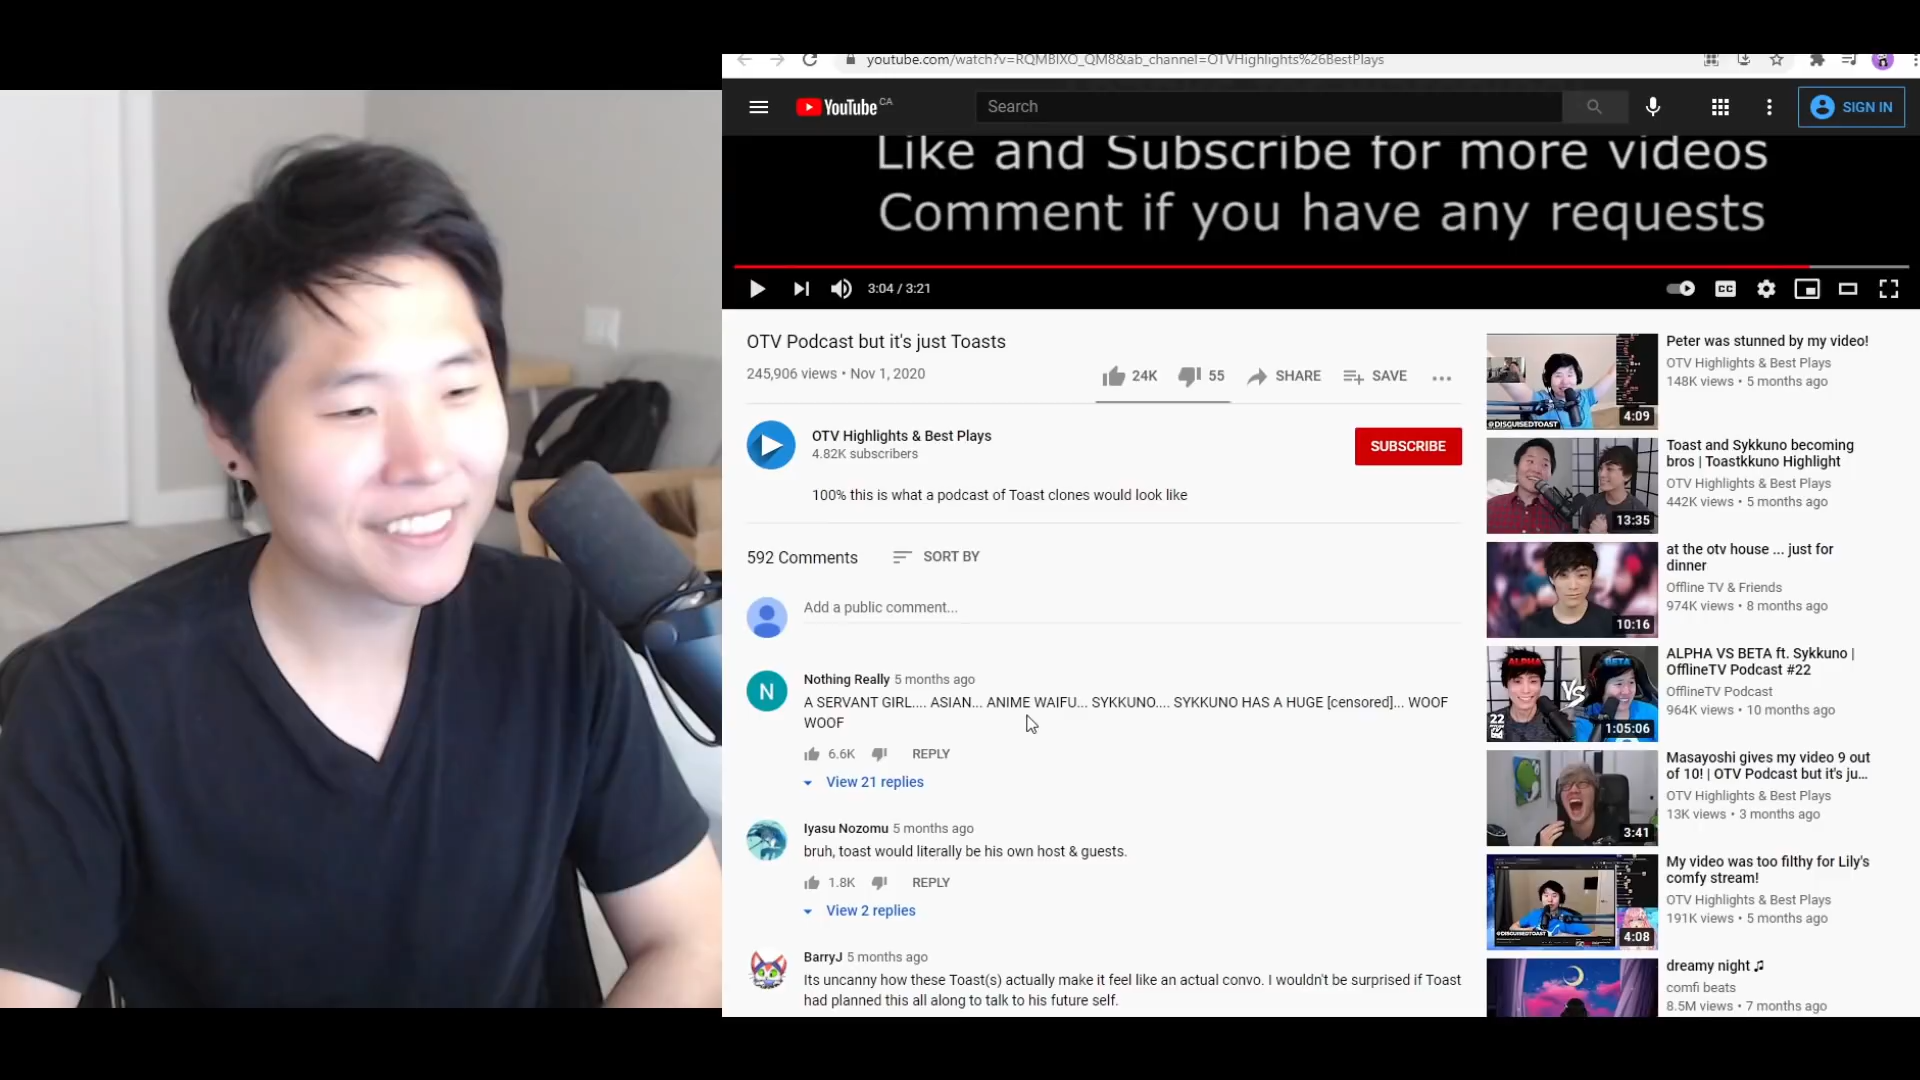 youtube.com/watch?v=RQMBlXO_QM8&ab_channel=OTVHighlights%26BestPlays
YouTube CA
Search
SIGN IN
Like and Subscribe for more videos
Comment if you have any requests
3:04 / 3:21
CC
OTV Podcast but it's just Toasts
245,906 views • Nov 1, 2020
24K
55
SHARE
SAVE
OTV Highlights & Best Plays
4.82K subscribers
SUBSCRIBE
100% this is what a podcast of Toast clones would look like
592 Comments
SORT BY
Add a public comment...
N
Nothing Really 5 months ago
A SERVANT GIRL.... ASIAN... ANIME WAIFU... SYKKUNO.... SYKKUNO HAS A HUGE [censored]... WOOF
WOOF
6.6K
REPLY
View 21 replies
Iyasu Nozomu 5 months ago
bruh, toast would literally be his own host & guests.
1.8K
REPLY
View 2 replies
BarryJ 5 months ago
Its uncanny how these Toast(s) actually make it feel like an actual convo. I wouldn't be surprised if Toast
had planned this all along to talk to his future self.
@DISGUISEDTOAST
4:09
Peter was stunned by my video!
OTV Highlights & Best Plays
148K views • 5 months ago
13:35
Toast and Sykkuno becoming
bros | Toastkkuno Highlight
OTV Highlights & Best Plays
442K views • 5 months ago
10:16
at the otv house ... just for
dinner
Offline TV & Friends
974K views • 8 months ago
ALPHA
BETA
VS
22
1:05:06
ALPHA VS BETA ft. Sykkuno |
OfflineTV Podcast #22
OfflineTV Podcast
964K views • 10 months ago
3:41
Masayoshi gives my video 9 out
of 10! | OTV Podcast but it's ju...
OTV Highlights & Best Plays
13K views • 3 months ago
@DISGUISEDTOAST
4:08
My video was too filthy for Lily's
comfy stream!
OTV Highlights & Best Plays
191K views • 5 months ago
dreamy night ♫
comfi beats
8.5M views • 7 months ago